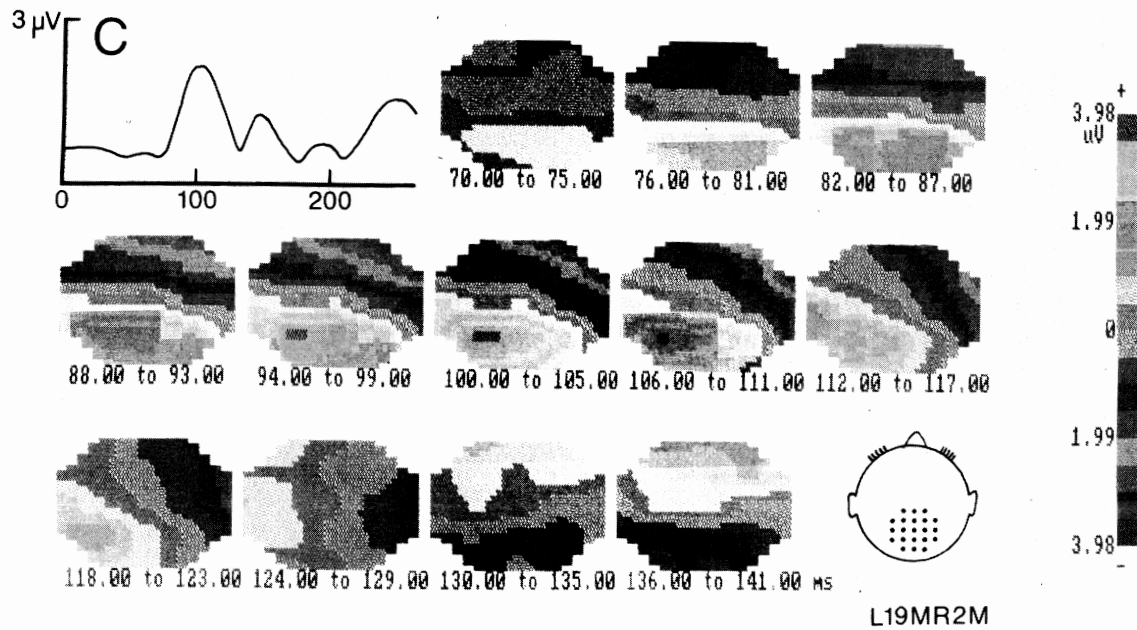 3 µV
C
0 100 200
70.00 to 75.00 76.00 to 81.00 82.00 to 87.00
+
3.98
uV
1.99
0
1.99
3.98
-
88.00 to 93.00 94.00 to 99.00 100.00 to 105.00 106.00 to 111.00 112.00 to 117.00
118.00 to 123.00 124.00 to 129.00 130.00 to 135.00 136.00 to 141.00 MS
L19MR2M